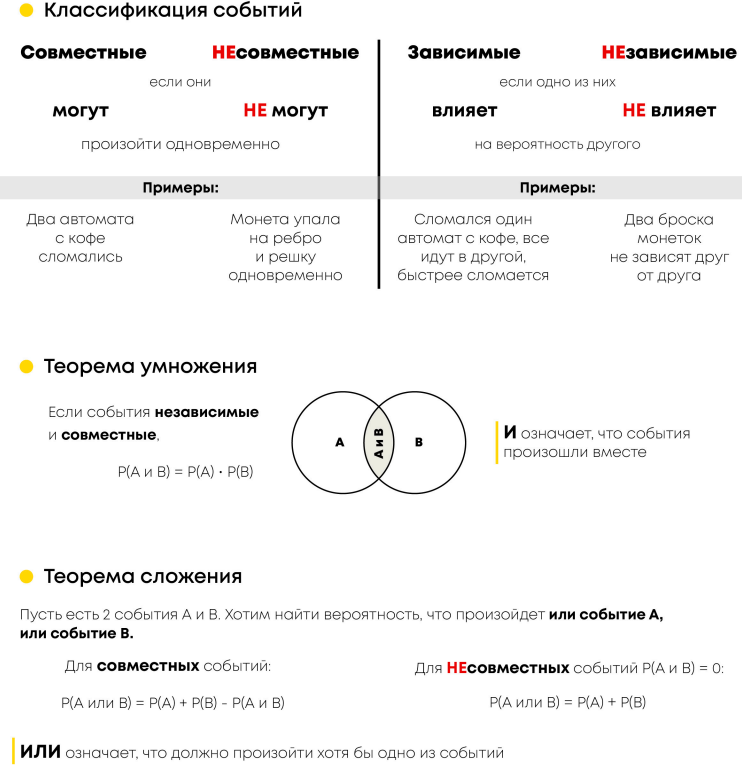 Классификация событий
Совместные НЕсовместные
если они
могут НЕ могут
произойти одновременно
Зависимые НЕзависимые
если одно из них
влияет НЕ влияет
на вероятность другого
Примеры:
Два автомата
с кофе
сломались
Монета упала
на ребро
и решку
одновременно
Примеры:
Сломался один
автомат с кофе, все
идут в другой,
быстрее сломается
Два броска
монеток
не зависят друг
от друга
Теорема умножения
Если события независимые
и совместные,
P(A и B) = P(A) · P(B)
A
А и В
B
И означает, что события
произошли вместе
Теорема сложения
Пусть есть 2 события А и В. Хотим найти вероятность, что произойдет или событие А,
или событие В.
Для совместных событий:
P(A или B) = P(A) + P(B) - P(A и B)
Для НЕсовместных событий P(A и B) = 0:
P(A или B) = P(A) + P(B)
ИЛИ означает, что должно произойти хотя бы одно из событий